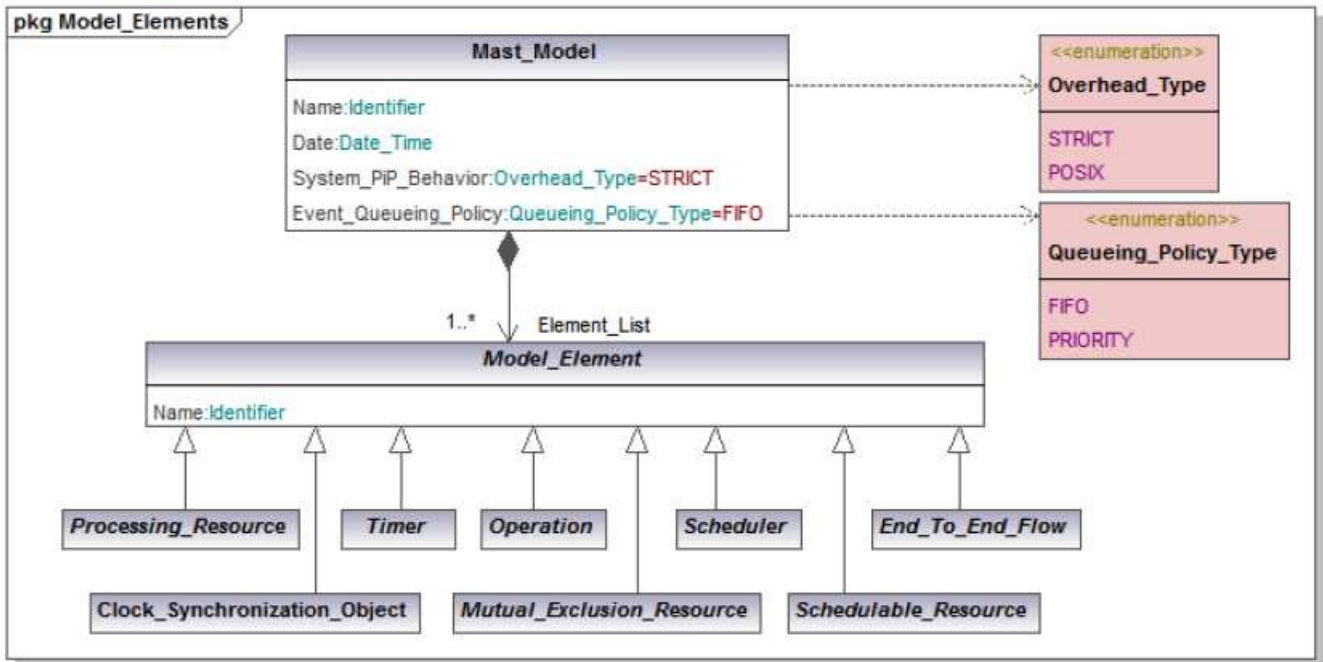 pkg Model_Elements
Mast_Model
Name:Identifier
Date:Date_Time
System_PiP_Behavior:Overhead_Type=STRICT
Event_Queueing_Policy:Queueing_Policy_Type=FIFO
<<enumeration>>
Overhead_Type
STRICT
POSIX
<<enumeration>>
Queueing_Policy_Type
FIFO
PRIORITY
1..* Element_List
Model_Element
Name:Identifier
Processing_Resource Timer Operation Scheduler End_To_End_Flow
Clock_Synchronization_Object Mutual_Exclusion_Resource Schedulable_Resource